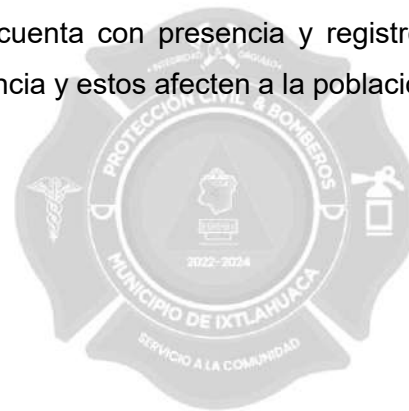 cuenta con presencia y registr
ncia y estos afecten a la població
INTEGRIDAD ORGULLO
PROTECCIÓN CIVIL & BOMBEROS
2022-2024
MUNICIPIO DE IXTLAHUACA
SERVICIO A LA COMUNIDAD